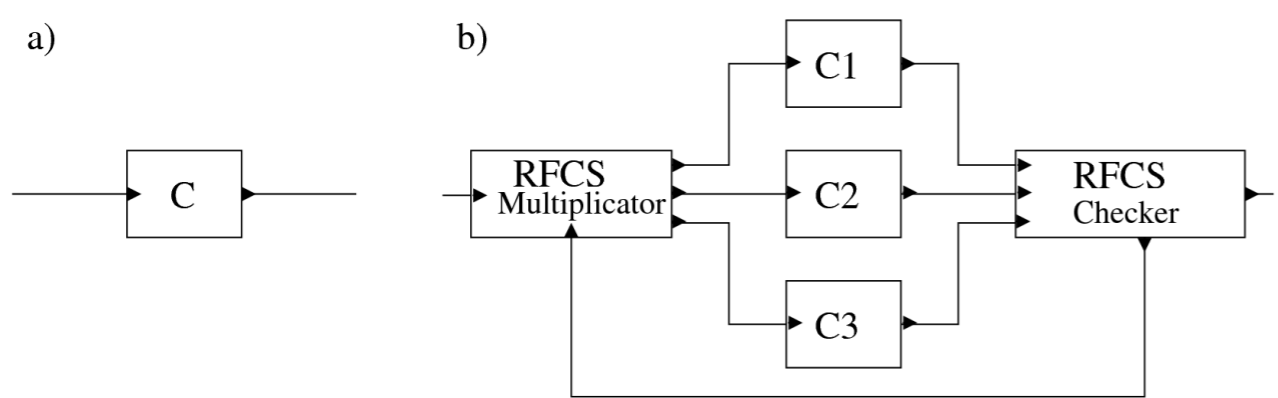 a)
C
b)
C1
RFCS
Multiplicator
C2
RFCS
Checker
C3